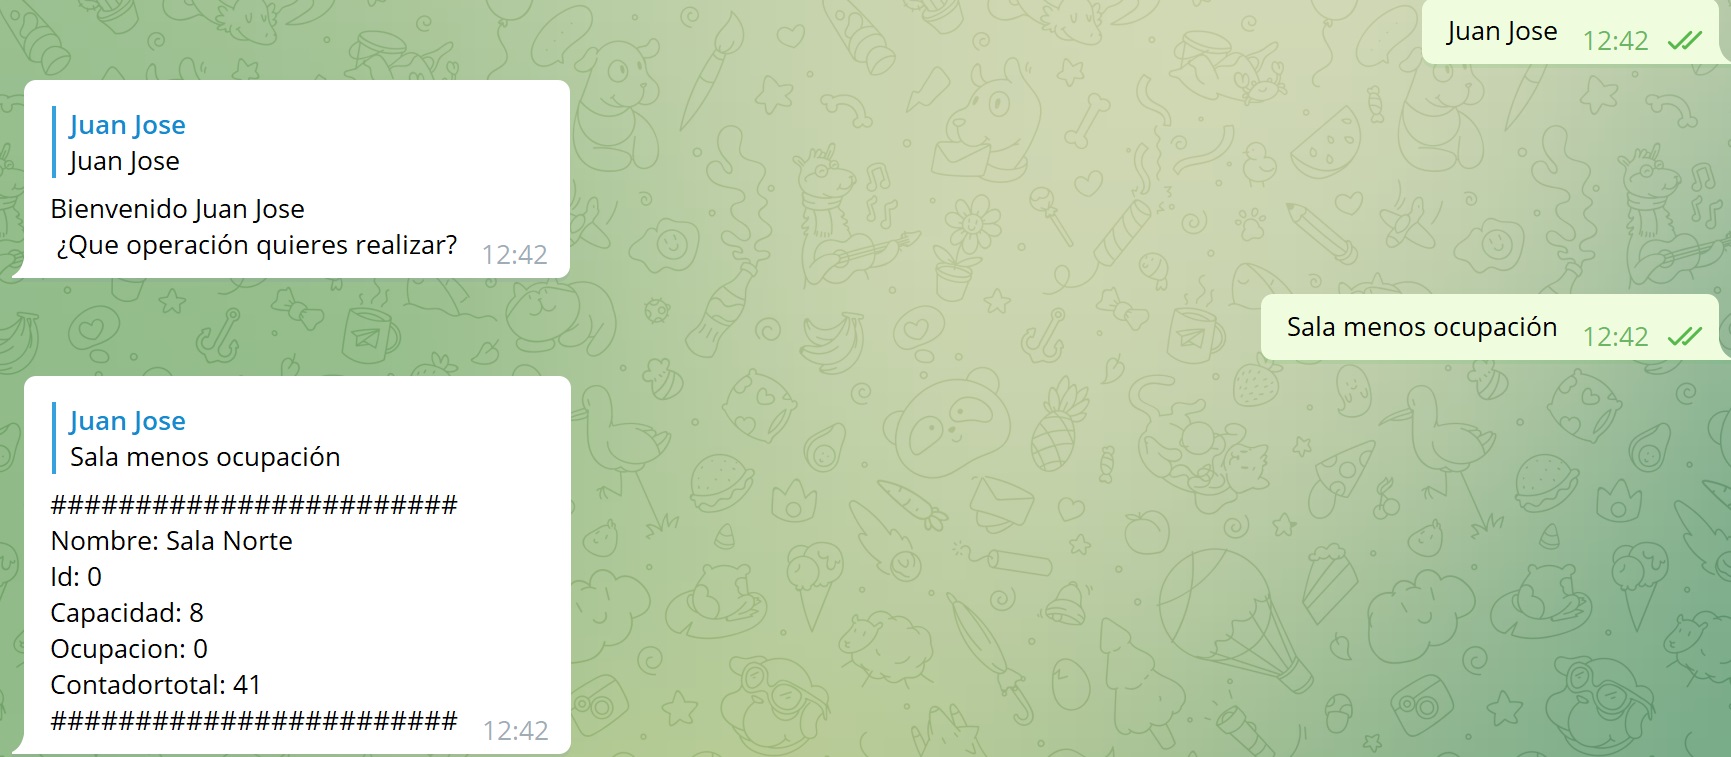 Juan Jose 12:42
Juan Jose
Juan Jose
Bienvenido Juan Jose
¿Que operación quieres realizar? 12:42
Sala menos ocupación 12:42
Juan Jose
Sala menos ocupación
########################
Nombre: Sala Norte
Id: 0
Capacidad: 8
Ocupacion: 0
Contadortotal: 41
######################## 12:42